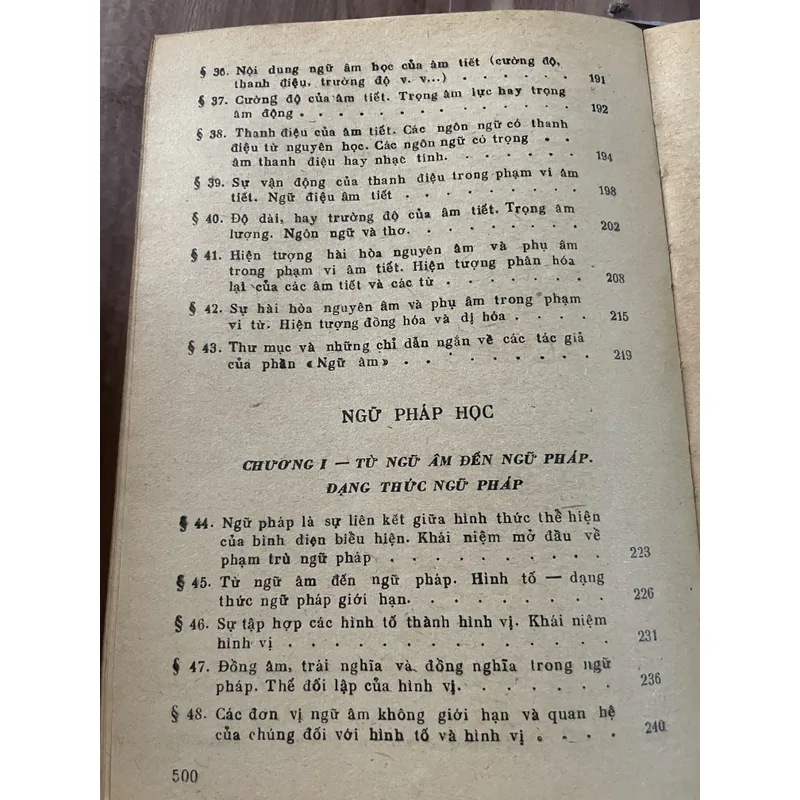 § 36. Nội dung ngữ âm học của âm tiết (cường độ,
thanh điệu, trường độ v. v...) . . . . . . 191
§ 37. Cường độ của âm tiết. Trọng âm lực hay trọng
âm động . . . . . . . . . . . . 192
§ 38. Thanh điệu của âm tiết. Các ngôn ngữ có thanh
điệu từ nguyên học. Các ngôn ngữ có trọng . .
âm thanh điệu hay nhạc tính. . . . . . . 194
§ 39. Sự vận động của thanh điệu trong phạm vi âm
tiết. Ngữ điệu âm tiết . . . . . . . . . 198
§ 40. Độ dài, hay trường độ của âm tiết. Trọng âm
lượng. Ngôn ngữ và thơ. . . . . . . . . 202
§ 41. Hiện tượng hài hòa nguyên âm và phụ âm
trong phạm vi âm tiết. Hiện tượng phân hóa
lại của các âm tiết và các từ . . . . . . . 208
§ 42. Sự hài hòa nguyên âm và phụ âm trong phạm
vi từ. Hiện tượng đồng hóa và dị hóa . . . . 215
§ 43. Thư mục và những chỉ dẫn ngắn về các tác giả
của phần «Ngữ âm» . . . . . . . . . 219
NGỮ PHÁP HỌC
CHƯƠNG I — TỪ NGỮ ÂM ĐẾN NGỮ PHÁP.
DẠNG THỨC NGỮ PHÁP
§ 44. Ngữ pháp là sự liên kết giữa hình thức thể hiện
của bình diện biểu hiện. Khái niệm mở đầu về
phạm trù ngữ pháp . . . . . . . . . . 223
§ 45. Từ ngữ âm đến ngữ pháp. Hình tố — dạng
thức ngữ pháp giới hạn. . . . . . . . . 226
§ 46. Sự tập hợp các hình tố thành hình vị. Khái niệm
hình vị . . . . . . . . . . . . . 231
§ 47. Đồng âm, trái nghĩa và đồng nghĩa trong ngữ
pháp. Thế đối lập của hình vị. . . . . . . 236
§ 48. Các đơn vị ngữ âm không giới hạn và quan hệ
của chúng đối với hình tố và hình vị . . . . 240
500